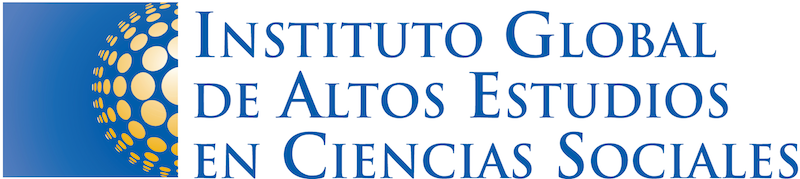 INSTITUTO GLOBAL
DE ALTOS ESTUDIOS
EN CIENCIAS SOCIALES